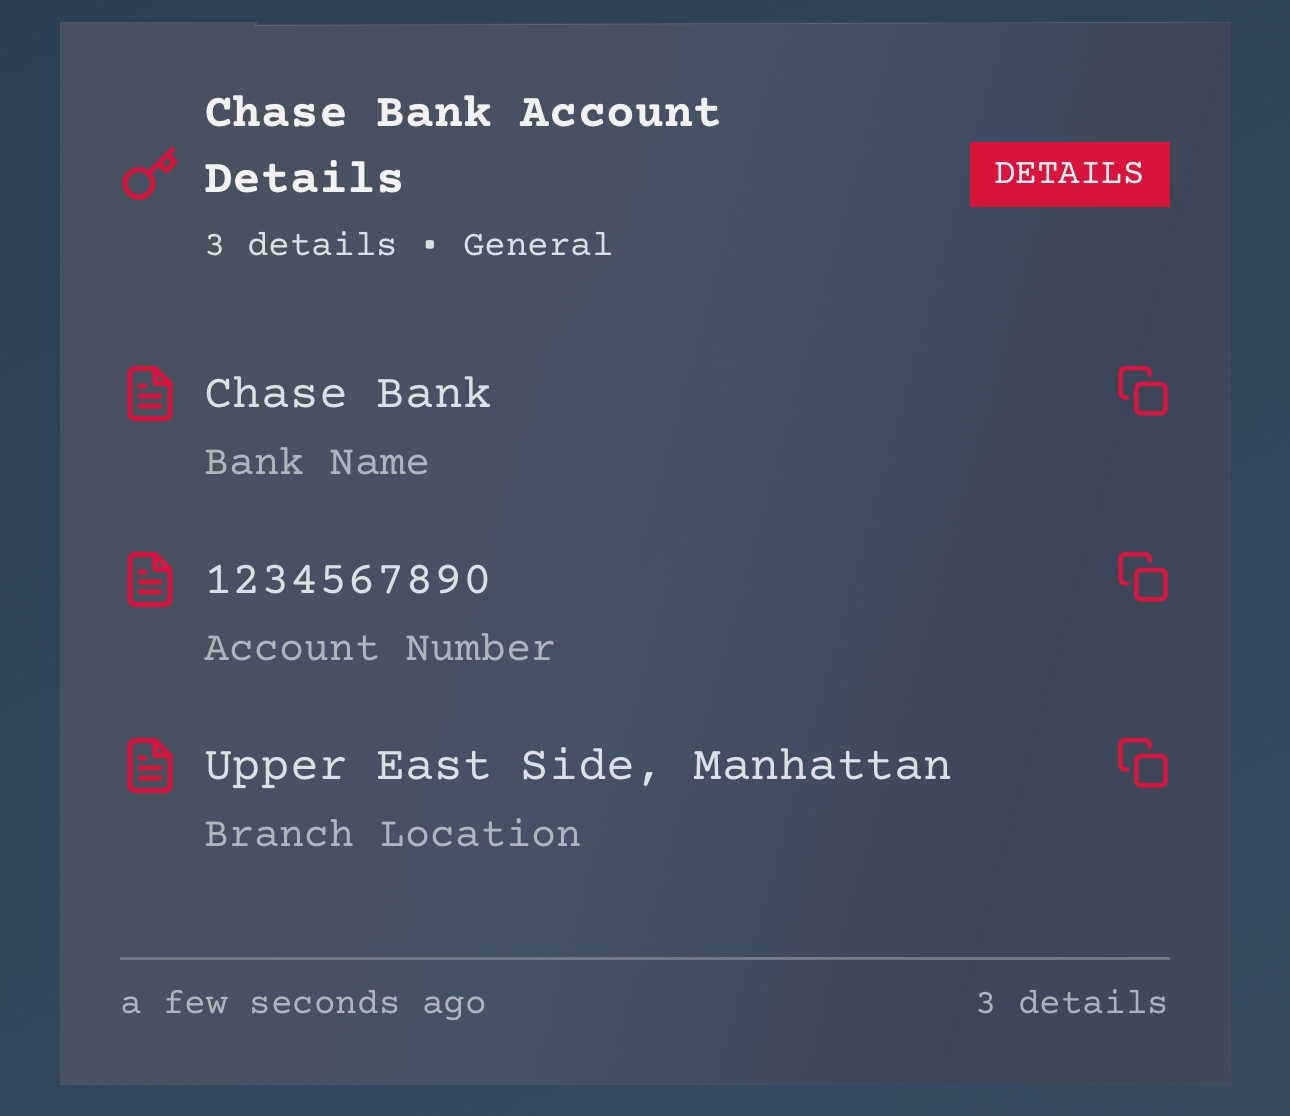 Chase Bank Account
Details
DETAILS
3 details • General
Chase Bank
Bank Name
1234567890
Account Number
Upper East Side, Manhattan
Branch Location
a few seconds ago
3 details